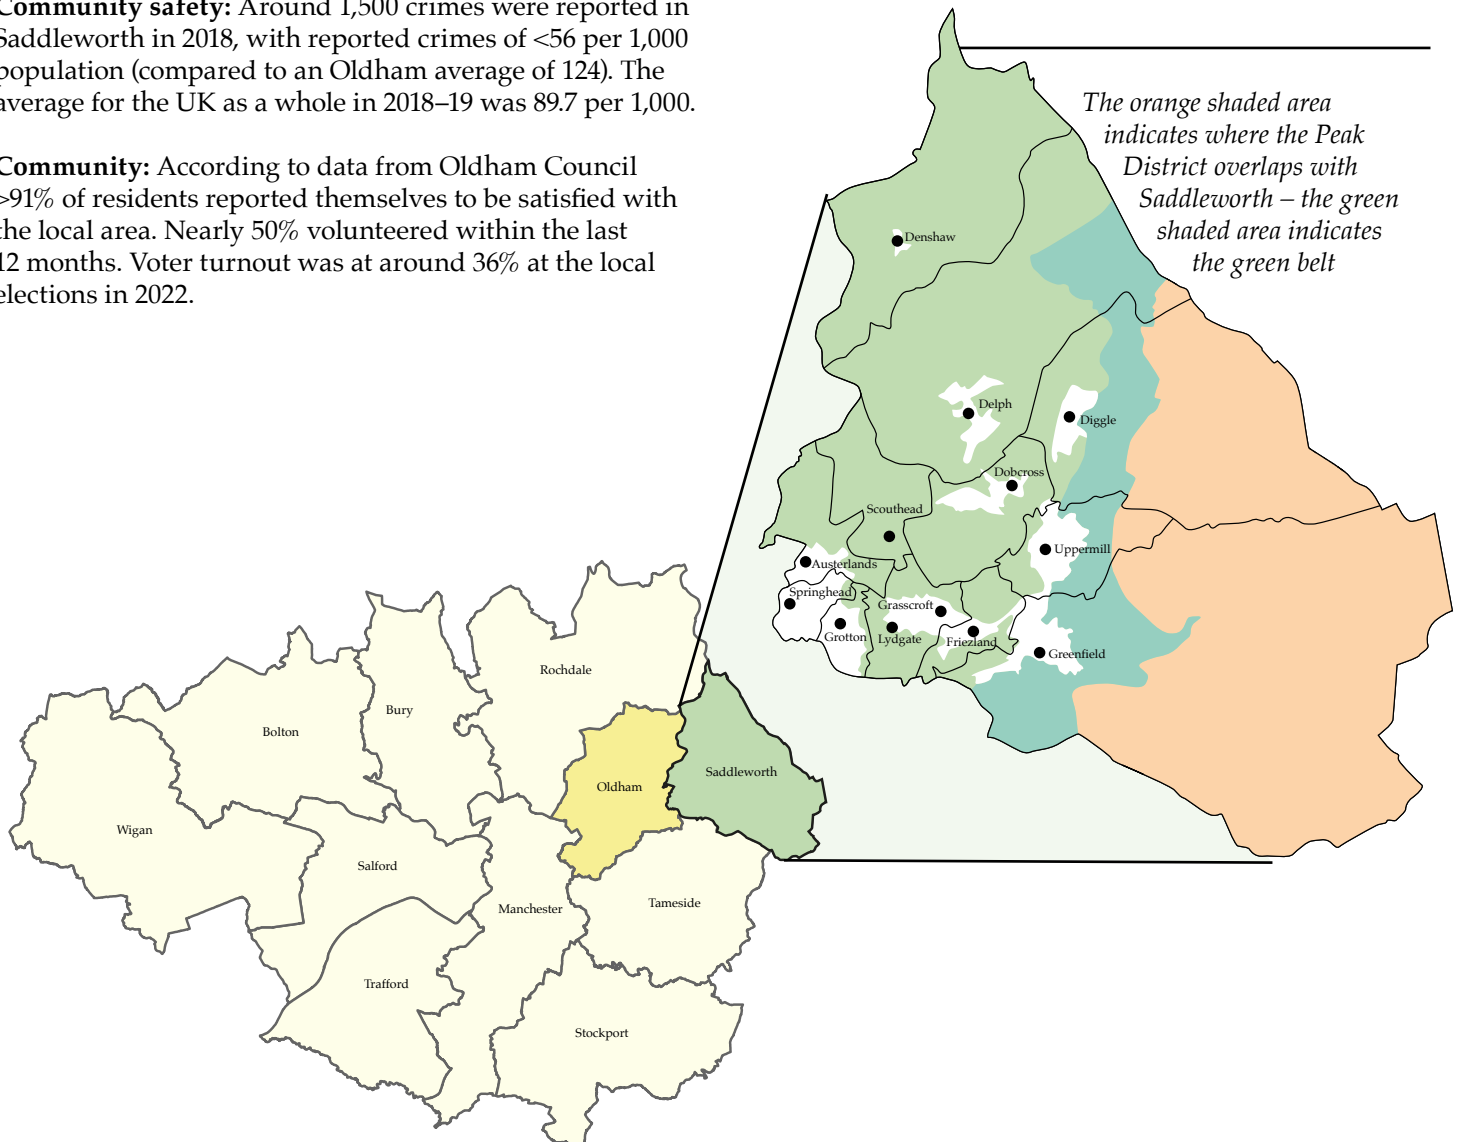 Community safety: Around 1,500 crimes were reported in
Saddleworth in 2018, with reported crimes of <56 per 1,000
population (compared to an Oldham average of 124). The
average for the UK as a whole in 2018–19 was 89.7 per 1,000.
Community: According to data from Oldham Council
>91% of residents reported themselves to be satisfied with
the local area. Nearly 50% volunteered within the last
12 months. Voter turnout was at around 36% at the local
elections in 2022.
The orange shaded area
indicates where the Peak
District overlaps with
Saddleworth – the green
shaded area indicates
the green belt
Denshaw
Delph
Diggle
Dobcross
Scouthead
Uppermill
Austerlands
Springhead
Grasscroft
Grotton
Lydgate
Friezland
Greenfield
Rochdale
Bury
Bolton
Oldham
Saddleworth
Wigan
Salford
Manchester
Tameside
Trafford
Stockport